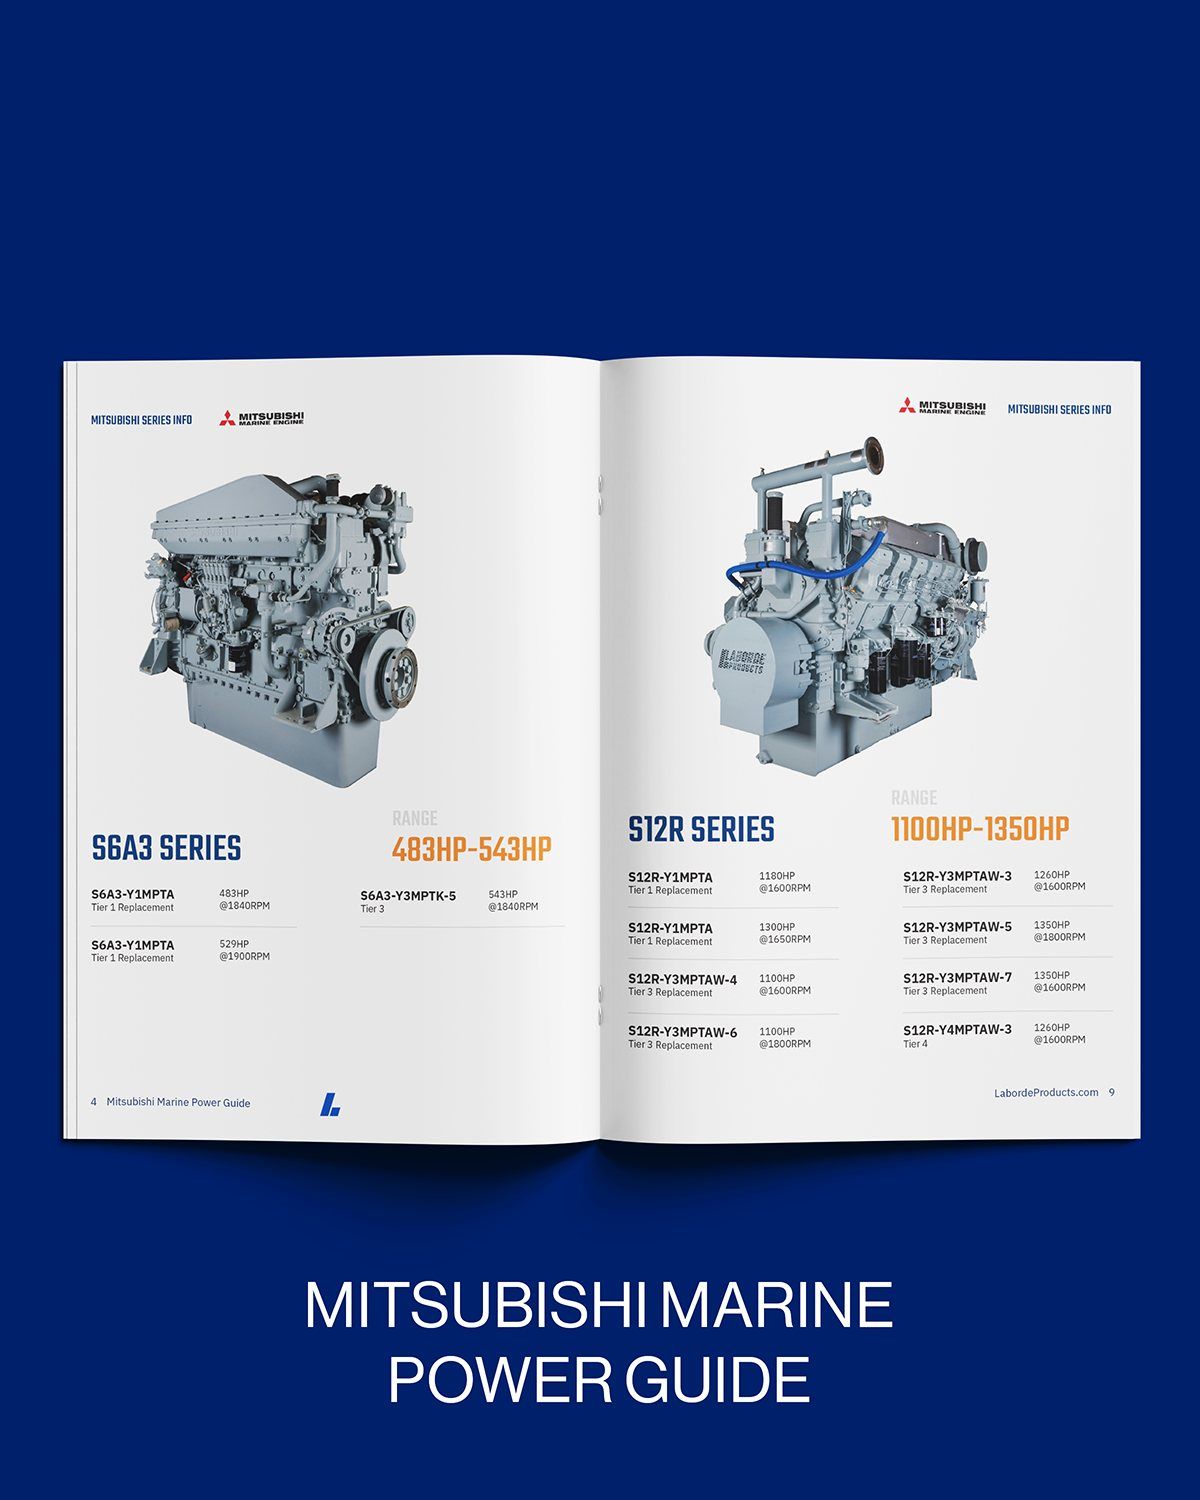 MITSUBISHI SERIES INFO
MITSUBISHI
MARINE ENGINE
S6A3 SERIES
RANGE
483HP-543HP
S6A3-Y1MPTA
Tier 1 Replacement
483HP
@1840RPM
S6A3-Y1MPTA
Tier 1 Replacement
529HP
@1900RPM
S6A3-Y3MPTK-5
Tier 3
543HP
@1840RPM
4 Mitsubishi Marine Power Guide
MITSUBISHI
MARINE ENGINE
MITSUBISHI SERIES INFO
LABORDE
PRODUCTS
S12R SERIES
RANGE
1100HP-1350HP
S12R-Y1MPTA
Tier 1 Replacement
1180HP
@1600RPM
S12R-Y1MPTA
Tier 1 Replacement
1300HP
@1650RPM
S12R-Y3MPTAW-4
Tier 3 Replacement
1100HP
@1600RPM
S12R-Y3MPTAW-6
Tier 3 Replacement
1100HP
@1800RPM
S12R-Y3MPTAW-3
Tier 3 Replacement
1260HP
@1600RPM
S12R-Y3MPTAW-5
Tier 3 Replacement
1350HP
@1800RPM
S12R-Y3MPTAW-7
Tier 3 Replacement
1350HP
@1600RPM
S12R-Y4MPTAW-3
Tier 4
1260HP
@1600RPM
LabordeProducts.com 9
MITSUBISHI MARINE
POWER GUIDE